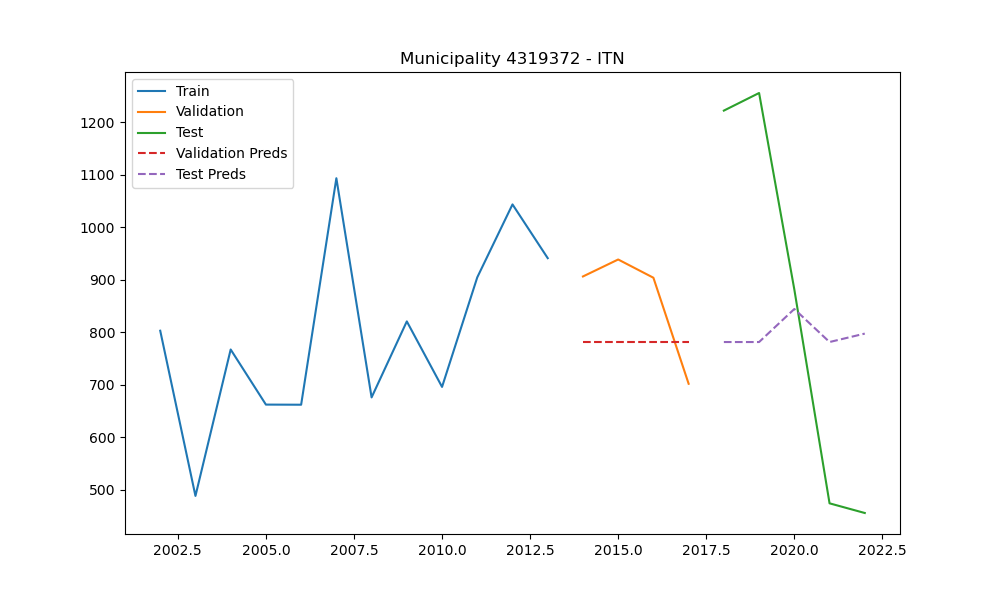 Municipality 4319372 - ITN
Train
Validation
Test
Validation Preds
Test Preds
1200
1100
1000
900
800
700
600
500
2002.5 2005.0 2007.5 2010.0 2012.5 2015.0 2017.5 2020.0 2022.5